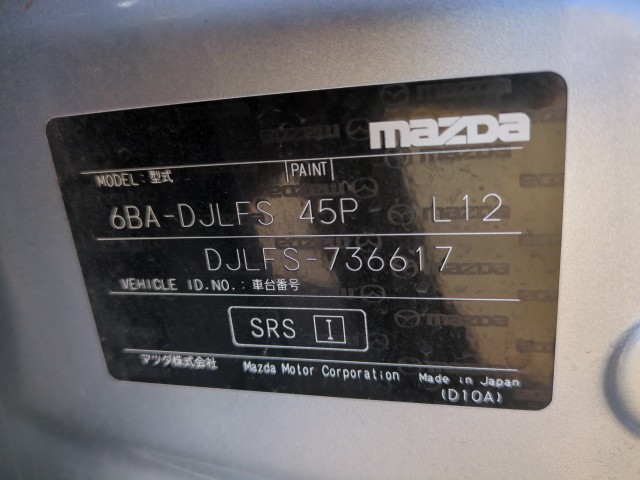 mazda
MODEL: 型式 PAINT
6BA-DJLFS 45P L12
DJLFS-736617
VEHICLE ID.NO.: 車台番号
SRS I
マツダ株式会社 Mazda Motor Corporation Made in Japan
(D10A)